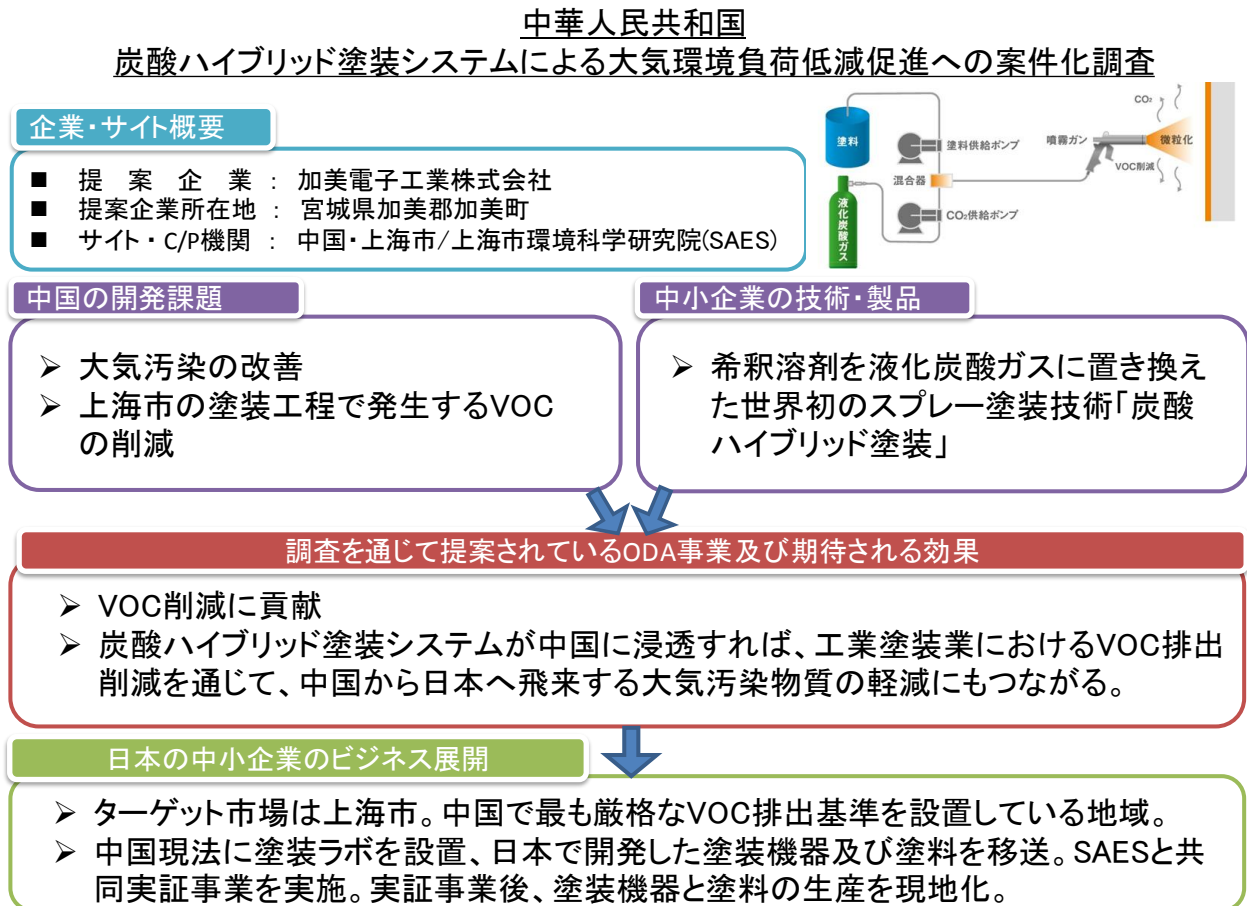 中華人民共和国
炭酸ハイブリッド塗装システムによる大気環境負荷低減促進への案件化調査
企業・サイト概要
■ 提案企業：加美電子工業株式会社
■ 提案企業所在地：宮城県加美郡加美町
■ サイト・C/P機関：中国・上海市/上海市環境科学研究院(SAES)
塗料
塗料供給ポンプ
混合器
液化炭酸ガス
CO₂供給ポンプ
噴霧ガン
CO₂
微粒化
VOC削減
中国の開発課題
➢ 大気汚染の改善
➢ 上海市の塗装工程で発生するVOC
の削減
中小企業の技術・製品
➢ 希釈溶剤を液化炭酸ガスに置き換え
た世界初のスプレー塗装技術「炭酸
ハイブリッド塗装」
調査を通じて提案されているODA事業及び期待される効果
➢ VOC削減に貢献
➢ 炭酸ハイブリッド塗装システムが中国に浸透すれば、工業塗装業におけるVOC排出
削減を通じて、中国から日本へ飛来する大気汚染物質の軽減にもつながる。
日本の中小企業のビジネス展開
➢ ターゲット市場は上海市。中国で最も厳格なVOC排出基準を設置している地域。
➢ 中国現法に塗装ラボを設置、日本で開発した塗装機器及び塗料を移送。SAESと共
同実証事業を実施。実証事業後、塗装機器と塗料の生産を現地化。